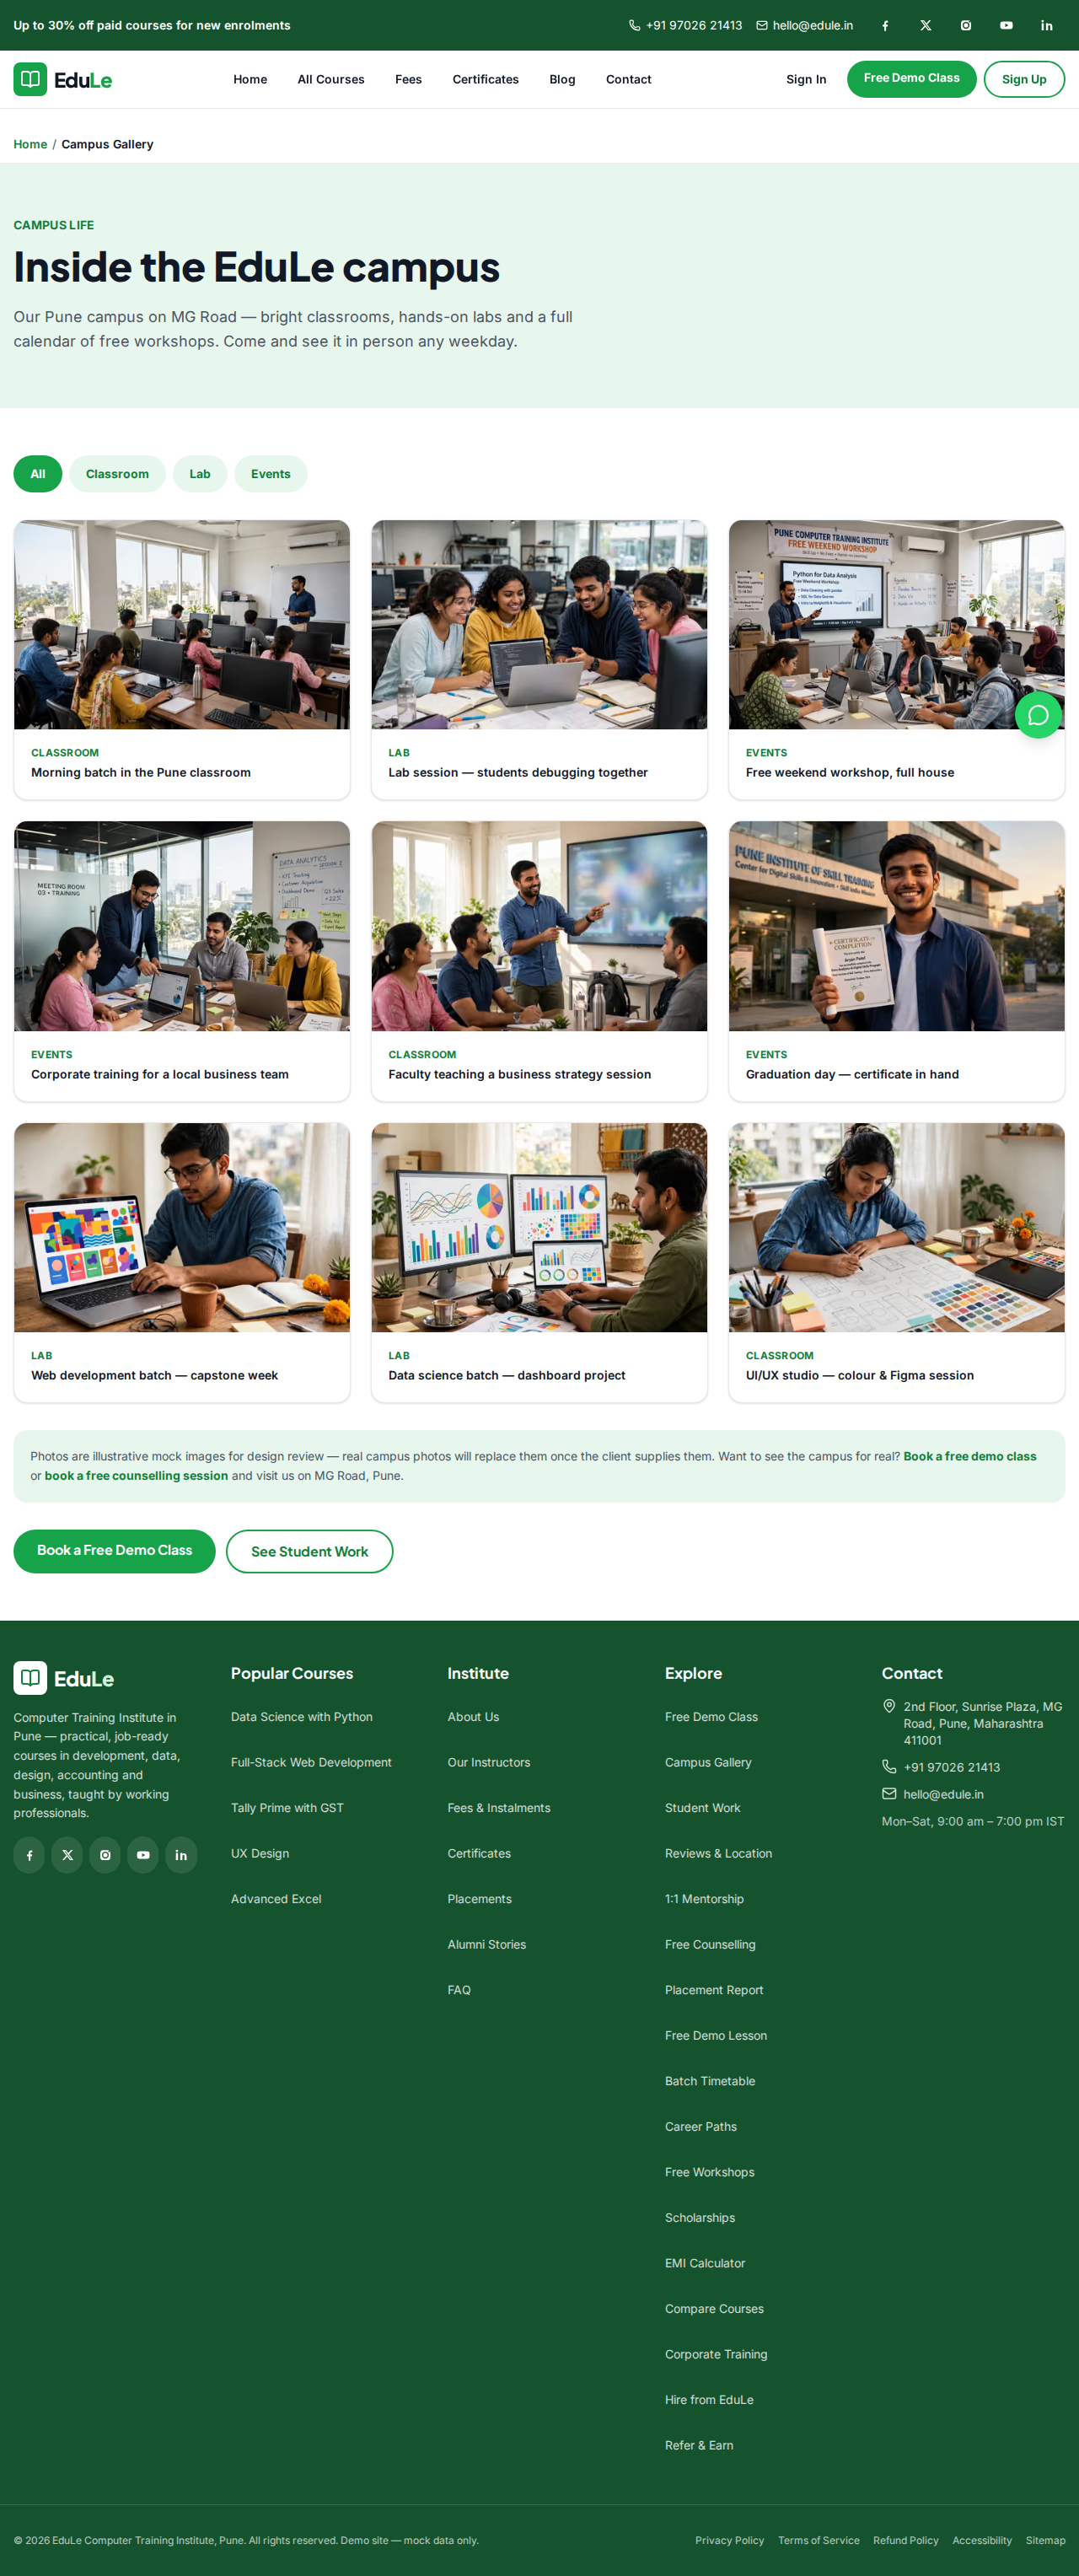 Up to 30% off paid courses for new enrolments
+91 97026 21413
hello@edule.in
EduLe
Home
All Courses
Fees
Certificates
Blog
Contact
Sign In
Free Demo Class
Sign Up
Home / Campus Gallery
CAMPUS LIFE
Inside the EduLe campus
Our Pune campus on MG Road — bright classrooms, hands-on labs and a full
calendar of free workshops. Come and see it in person any weekday.
All
Classroom
Lab
Events
PUNE COMPUTER TRAINING INSTITUTE
FREE WEEKEND WORKSHOP
Python for Data Analysis
Free Weekend Workshop
CLASSROOM
Morning batch in the Pune classroom
LAB
Lab session — students debugging together
EVENTS
Free weekend workshop, full house
MEETING ROOM
03 • TRAINING
DATA ANALYTICS
PUNE INSTITUTE OF SKILL TRAINING
Center for Digital Skills & Innovation
CERTIFICATE
COMPLETION
EVENTS
Corporate training for a local business team
CLASSROOM
Faculty teaching a business strategy session
EVENTS
Graduation day — certificate in hand
LAB
Web development batch — capstone week
LAB
Data science batch — dashboard project
CLASSROOM
UI/UX studio — colour & Figma session
Photos are illustrative mock images for design review — real campus photos will replace them once the client supplies them. Want to see the campus for real? Book a free demo class
or book a free counselling session and visit us on MG Road, Pune.
Book a Free Demo Class
See Student Work
EduLe
Computer Training Institute in
Pune — practical, job-ready
courses in development, data,
design, accounting and
business, taught by working
professionals.
Popular Courses
Data Science with Python
Full-Stack Web Development
Tally Prime with GST
UX Design
Advanced Excel
Institute
About Us
Our Instructors
Fees & Instalments
Certificates
Placements
Alumni Stories
FAQ
Explore
Free Demo Class
Campus Gallery
Student Work
Reviews & Location
1:1 Mentorship
Free Counselling
Placement Report
Free Demo Lesson
Batch Timetable
Career Paths
Free Workshops
Scholarships
EMI Calculator
Compare Courses
Corporate Training
Hire from EduLe
Refer & Earn
Contact
2nd Floor, Sunrise Plaza, MG
Road, Pune, Maharashtra
411001
+91 97026 21413
hello@edule.in
Mon–Sat, 9:00 am – 7:00 pm IST
© 2026 EduLe Computer Training Institute, Pune. All rights reserved. Demo site — mock data only.
Privacy Policy
Terms of Service
Refund Policy
Accessibility
Sitemap